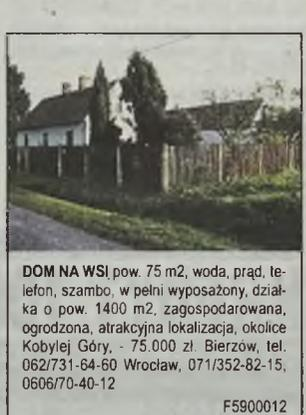 DOM NA WSI pow. 75 m2, woda, prąd, te-
lefon, szambo, w pełni wyposażony, dział-
ka o pow. 1400 m2, zagospodarowana,
ogrodzona, atrakcyjna lokalizacja, okolice
Kobylej Góry, - 75.000 zł. Bierzów, tel.
062/731-64-60 Wrocław, 071/352-82-15,
0606/70-40-12
F5900012